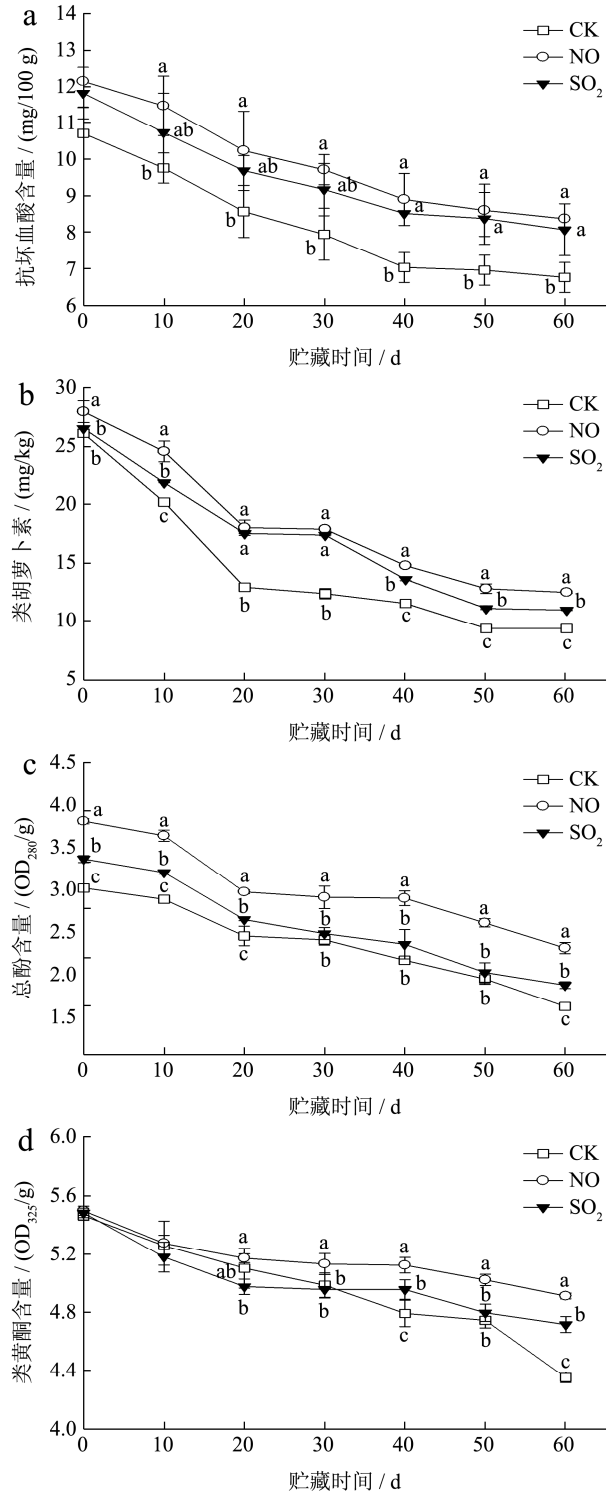 a
抗坏血酸含量 / (mg/100 g)
14
13
12
11
10
9
8
7
6
CK
NO
SO₂
a
a
a
a
a
a
ab
ab
ab
a
a
a
b
b
b
b
b
b
0 10 20 30 40 50 60
贮藏时间 / d
b
类胡萝卜素 / (mg/kg)
30
25
20
15
10
5
CK
NO
SO₂
a
a
a
a
a
a
a
b
b
a
a
b
b
b
b
c
b
b
c
c
c
0 10 20 30 40 50 60
贮藏时间 / d
c
总酚含量 / (OD₂₈₀/g)
4.5
4.0
3.5
3.0
2.5
2.0
1.5
CK
NO
SO₂
a
a
a
a
a
a
a
b
b
b
b
b
b
b
c
c
c
b
b
b
c
0 10 20 30 40 50 60
贮藏时间 / d
d
类黄酮含量 / (OD₃₂₅/g)
6.0
5.6
5.2
4.8
4.4
4.0
CK
NO
SO₂
a
a
a
a
a
ab
b
b
b
b
b
b
c
b
c
0 10 20 30 40 50 60
贮藏时间 / d